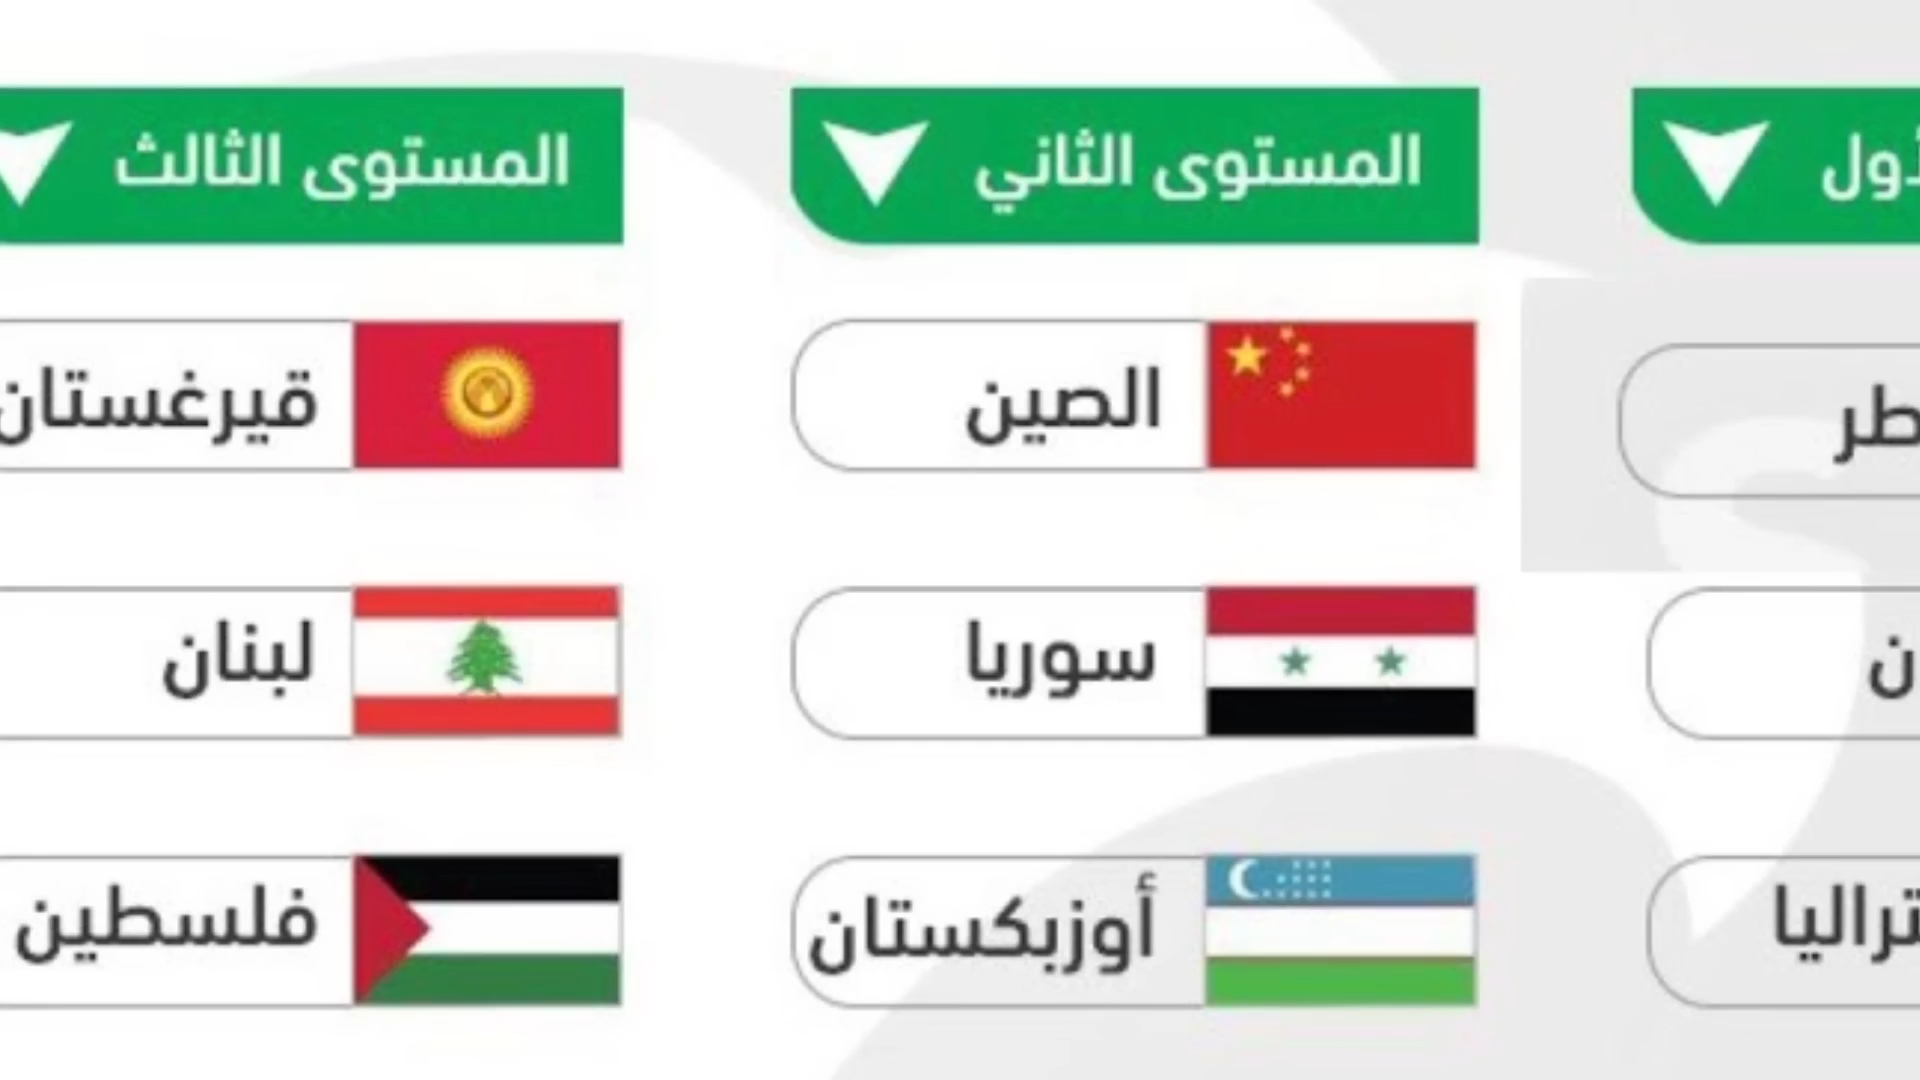 المستوى الثاني
المستوى الثالث
الصين
قيرغستان
سوريا
لبنان
أوزبكستان
فلسطين